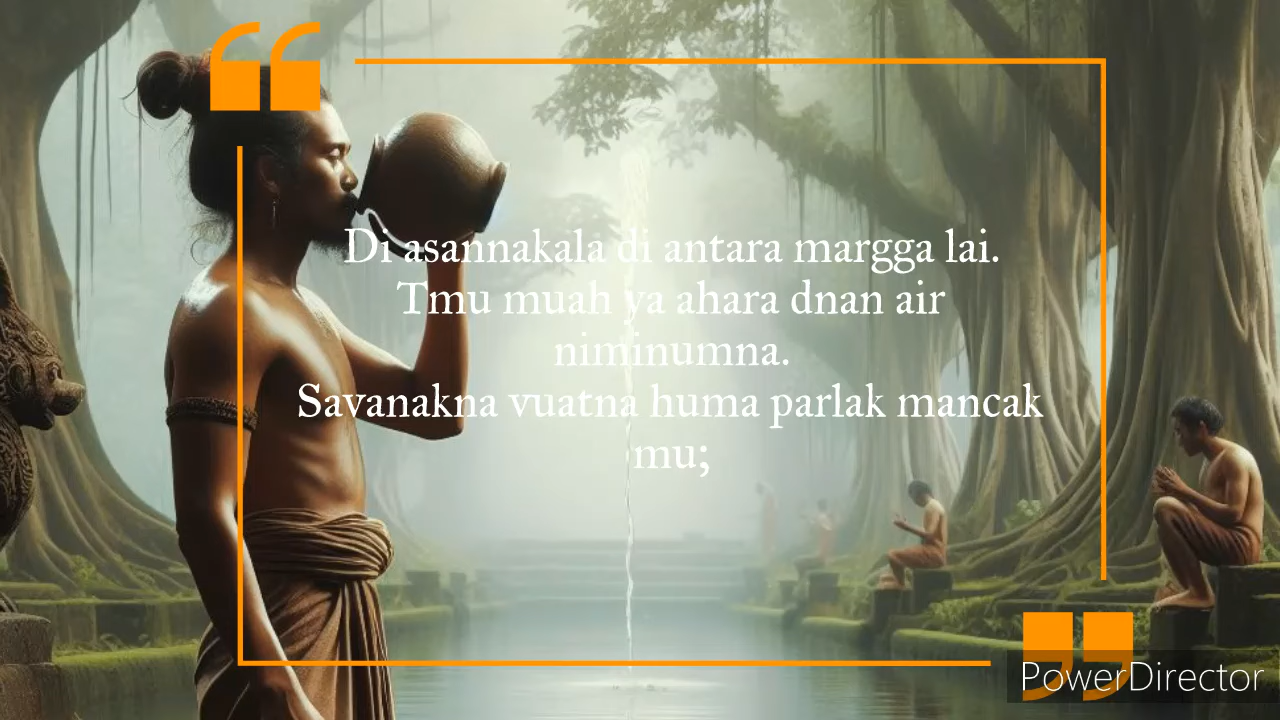 Di asannakala di antara margga lai.
Tmu muah ya ahara dnan air
niminumna.
Savanakna vuatna huma parlak mancak
mu;
PowerDirector